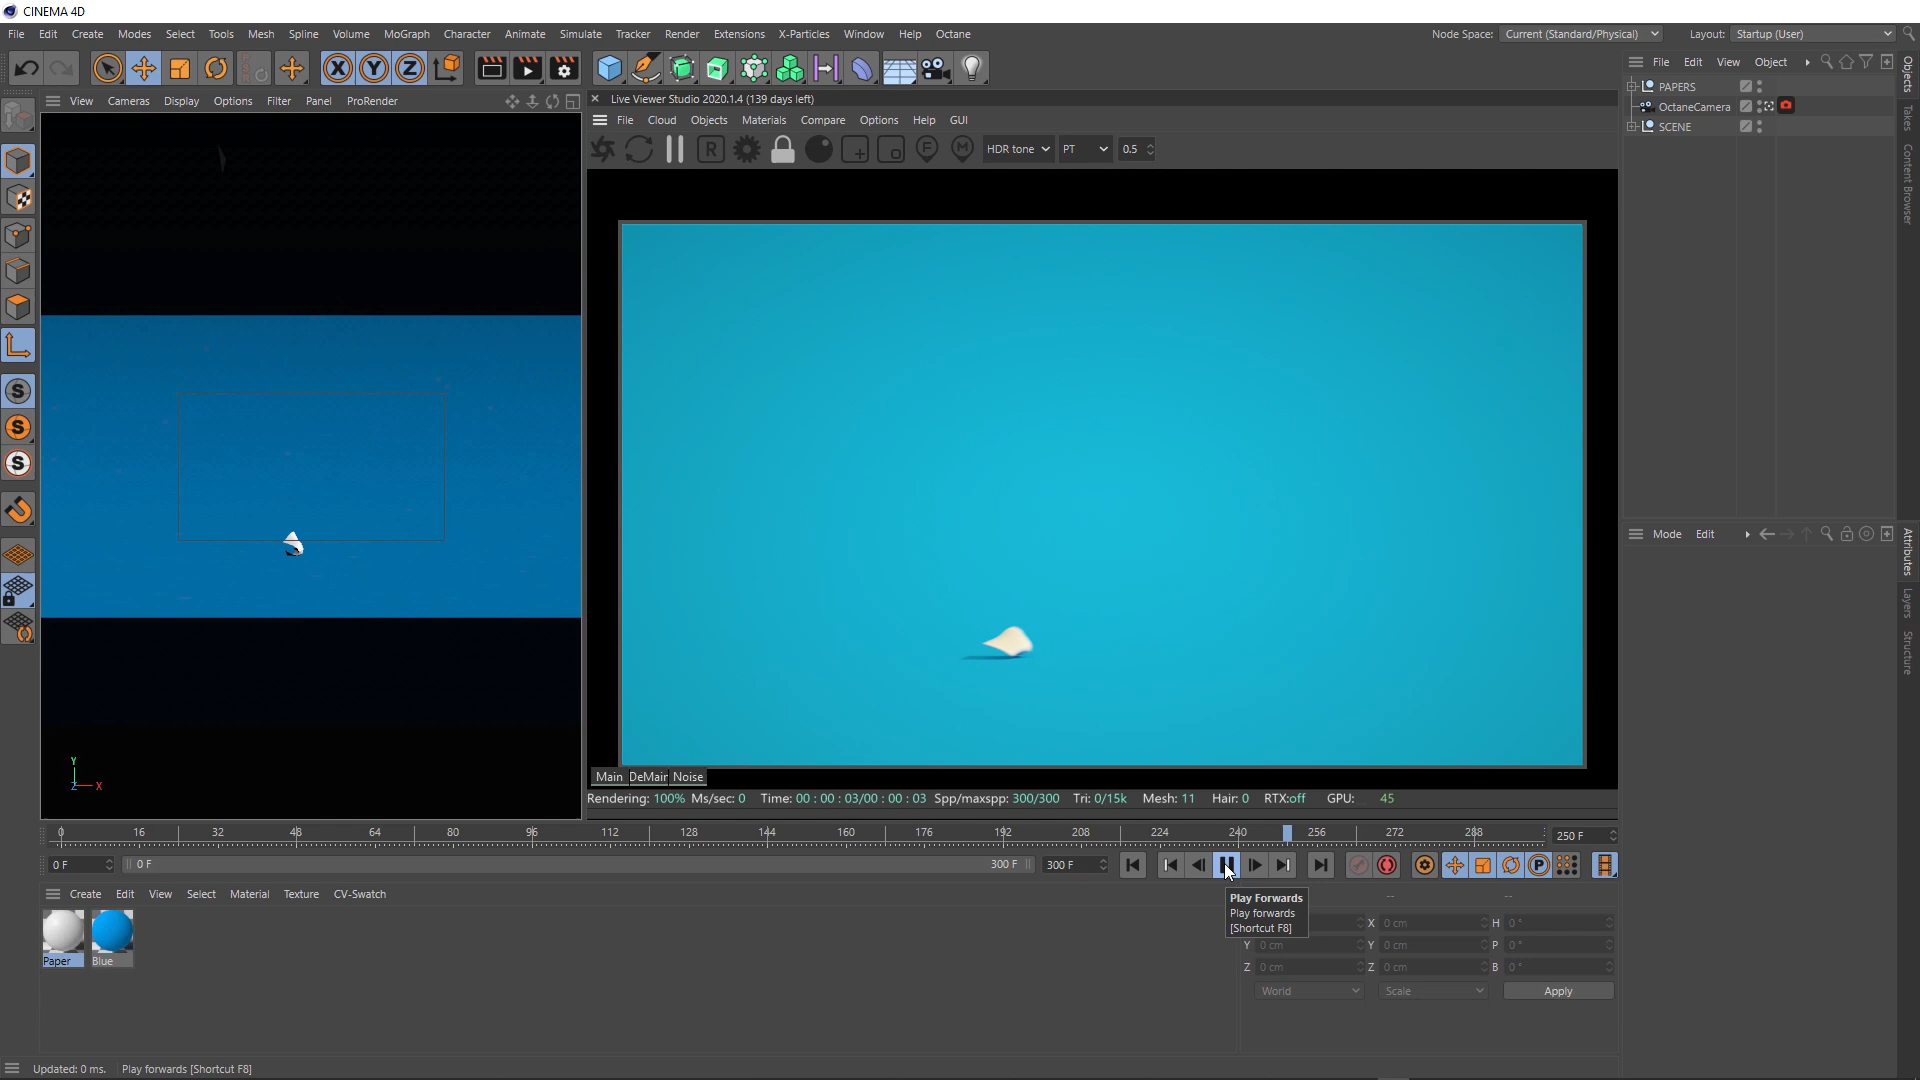 CINEMA 4D
File Edit Create Modes Select Tools Mesh Spline Volume MoGraph Character Animate Simulate Tracker Render Extensions X-Particles Window Help Octane Node Space: Current (Standard/Physical) Layout: Startup (User)
X Y Z
File Edit View Object
View Cameras Display Options Filter Panel ProRender
Live Viewer Studio 2020.1.4 (139 days left)
PAPERS
OctaneCamera
SCENE
File Cloud Objects Materials Compare Options Help GUI
R F M HDR tone PT 0.5
Objects
Takes
Content Browser
S
S
S
Mode Edit
Attributes
Layers
Structure
Y
Z X
Main DeMain Noise
Rendering: 100% Ms/sec: 0 Time: 00 : 00 : 03/00 : 00 : 03 Spp/maxspp: 300/300 Tri: 0/15k Mesh: 11 Hair: 0 RTX:off GPU: 45
0 16 32 48 64 80 96 112 128 144 160 176 192 208 224 240 256 272 288 250 F
0 F 0 F 300 F 300 F P
Create Edit View Select Material Texture CV-Swatch
Play Forwards
Play forwards
[Shortcut F8]
-- --
X 0 cm H 0 °
Y 0 cm Y 0 cm P 0 °
Z 0 cm Z 0 cm B 0 °
World Scale Apply
Paper Blue
Updated: 0 ms. Play forwards [Shortcut F8]